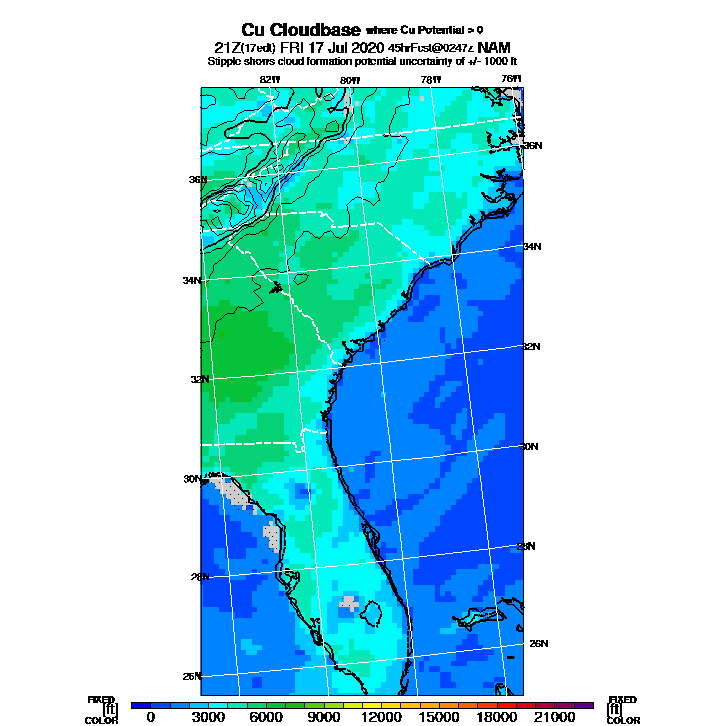 Cu Cloudbase where Cu Potential > 0
21Z(17edt) FRI 17 Jul 2020 45hrFcst@0247z NAM
Stipple shows cloud formation potential uncertainty of +/- 1000 ft
82W 80W 78W 76W
36N
36N
34N
34N
32N
32N
30N
30N
28N
28N
26N
26N
FIXED FIXED
[ft] [ft]
COLOR COLOR
0 3000 6000 9000 12000 15000 18000 21000